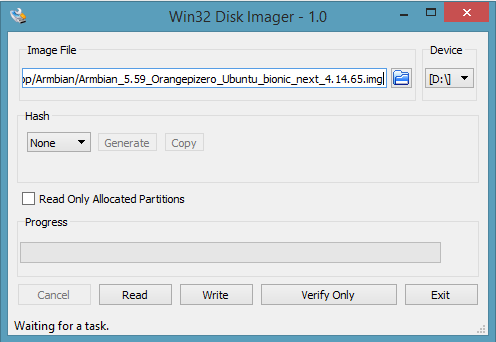 Win32 Disk Imager - 1.0
Image File
Device
op/Armbian/Armbian_5.59_Orangepizero_Ubuntu_bionic_next_4.14.65.img
[D:\]
Hash
None
Generate
Copy
Read Only Allocated Partitions
Progress
Cancel
Read
Write
Verify Only
Exit
Waiting for a task.